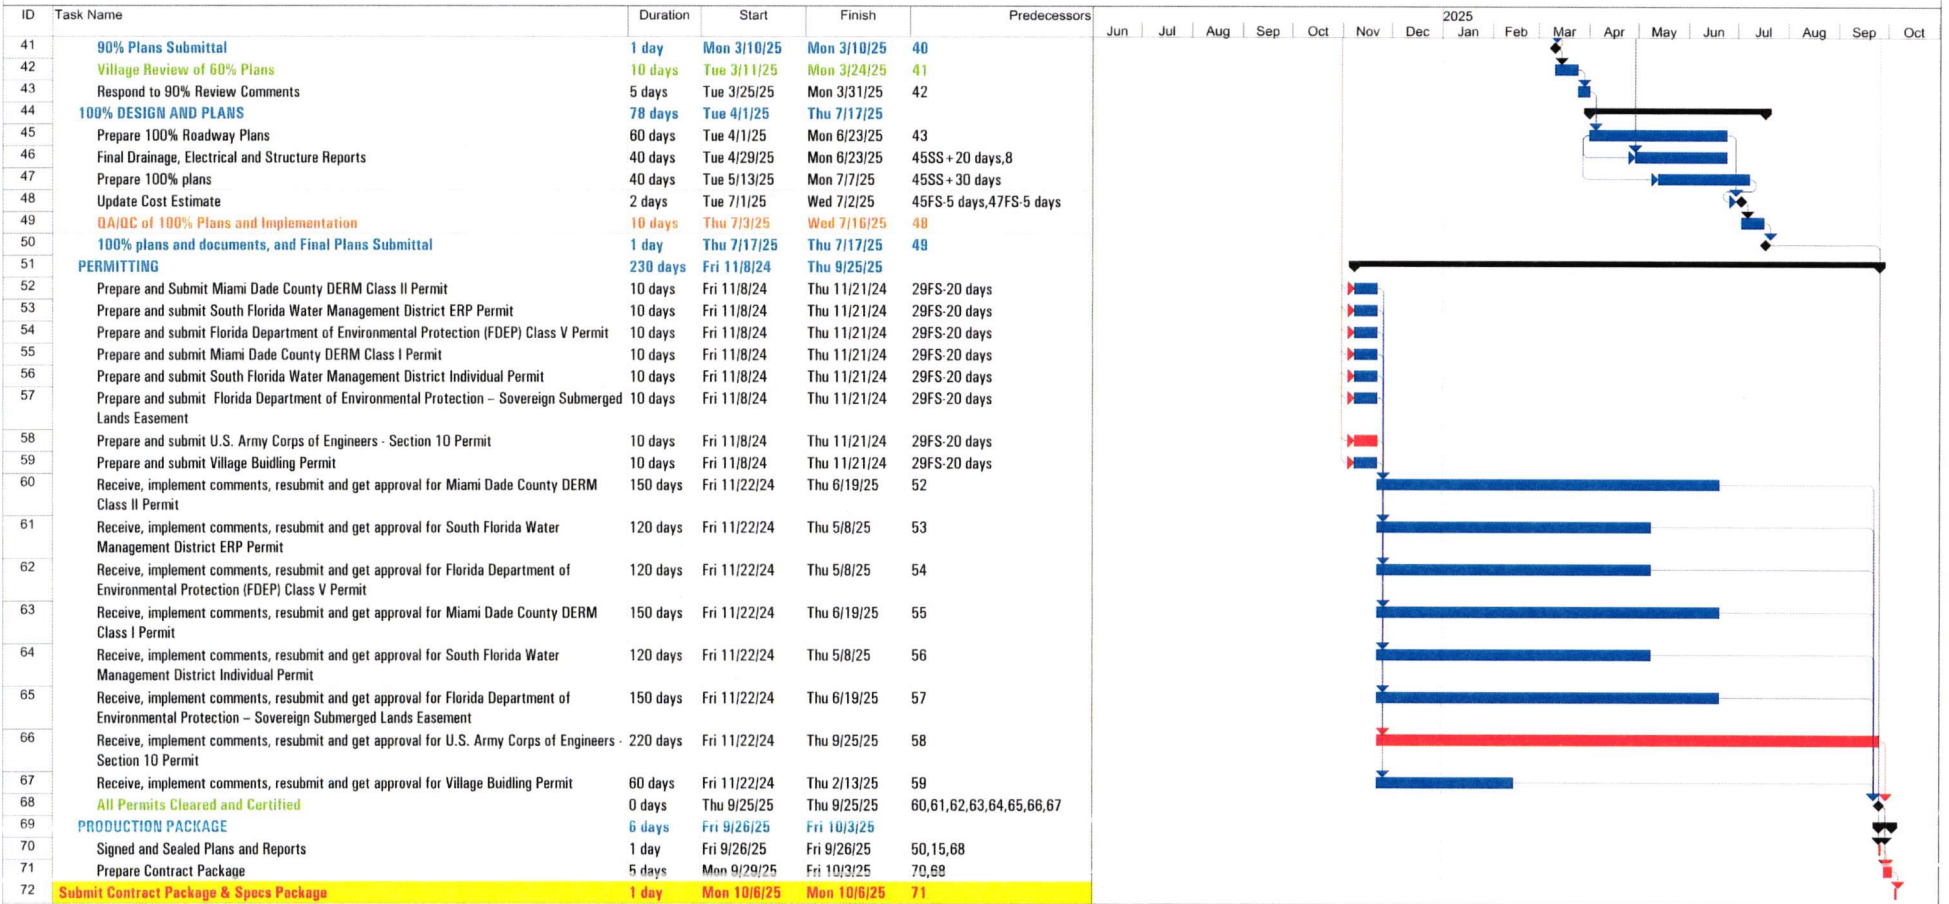 ID Task Name Duration Start Finish Predecessors 2025
Jun Jul Aug Sep Oct Nov Dec Jan Feb Mar Apr May Jun Jul Aug Sep Oct
41 90% Plans Submittal 1 day Mon 3/10/25 Mon 3/10/25 40
42 Village Review of 60% Plans 10 days Tue 3/11/25 Mon 3/24/25 41
43 Respond to 90% Review Comments 5 days Tue 3/25/25 Mon 3/31/25 42
44 100% DESIGN AND PLANS 78 days Tue 4/1/25 Thu 7/17/25
45 Prepare 100% Roadway Plans 60 days Tue 4/1/25 Mon 6/23/25 43
46 Final Drainage, Electrical and Structure Reports 40 days Tue 4/29/25 Mon 6/23/25 45SS+20 days,8
47 Prepare 100% plans 40 days Tue 5/13/25 Mon 7/7/25 45SS+30 days
48 Update Cost Estimate 2 days Tue 7/1/25 Wed 7/2/25 45FS-5 days,47FS-5 days
49 QA/QC of 100% Plans and Implementation 10 days Thu 7/3/25 Wed 7/16/25 48
50 100% plans and documents, and Final Plans Submittal 1 day Thu 7/17/25 Thu 7/17/25 49
51 PERMITTING 230 days Fri 11/8/24 Thu 9/25/25
52 Prepare and Submit Miami Dade County DERM Class II Permit 10 days Fri 11/8/24 Thu 11/21/24 29FS-20 days
53 Prepare and submit South Florida Water Management District ERP Permit 10 days Fri 11/8/24 Thu 11/21/24 29FS-20 days
54 Prepare and submit Florida Department of Environmental Protection (FDEP) Class V Permit 10 days Fri 11/8/24 Thu 11/21/24 29FS-20 days
55 Prepare and submit Miami Dade County DERM Class I Permit 10 days Fri 11/8/24 Thu 11/21/24 29FS-20 days
56 Prepare and submit South Florida Water Management District Individual Permit 10 days Fri 11/8/24 Thu 11/21/24 29FS-20 days
57 Prepare and submit Florida Department of Environmental Protection – Sovereign Submerged 10 days Fri 11/8/24 Thu 11/21/24 29FS-20 days
Lands Easement
58 Prepare and submit U.S. Army Corps of Engineers - Section 10 Permit 10 days Fri 11/8/24 Thu 11/21/24 29FS-20 days
59 Prepare and submit Village Buidling Permit 10 days Fri 11/8/24 Thu 11/21/24 29FS-20 days
60 Receive, implement comments, resubmit and get approval for Miami Dade County DERM 150 days Fri 11/22/24 Thu 6/19/25 52
Class II Permit
61 Receive, implement comments, resubmit and get approval for South Florida Water 120 days Fri 11/22/24 Thu 5/8/25 53
Management District ERP Permit
62 Receive, implement comments, resubmit and get approval for Florida Department of 120 days Fri 11/22/24 Thu 5/8/25 54
Environmental Protection (FDEP) Class V Permit
63 Receive, implement comments, resubmit and get approval for Miami Dade County DERM 150 days Fri 11/22/24 Thu 6/19/25 55
Class I Permit
64 Receive, implement comments, resubmit and get approval for South Florida Water 120 days Fri 11/22/24 Thu 5/8/25 56
Management District Individual Permit
65 Receive, implement comments, resubmit and get approval for Florida Department of 150 days Fri 11/22/24 Thu 6/19/25 57
Environmental Protection – Sovereign Submerged Lands Easement
66 Receive, implement comments, resubmit and get approval for U.S. Army Corps of Engineers - 220 days Fri 11/22/24 Thu 9/25/25 58
Section 10 Permit
67 Receive, implement comments, resubmit and get approval for Village Buidling Permit 60 days Fri 11/22/24 Thu 2/13/25 59
68 All Permits Cleared and Certified 0 days Thu 9/25/25 Thu 9/25/25 60,61,62,63,64,65,66,67
69 PRODUCTION PACKAGE 6 days Fri 9/26/25 Fri 10/3/25
70 Signed and Sealed Plans and Reports 1 day Fri 9/26/25 Fri 9/26/25 50,15,68
71 Prepare Contract Package 5 days Mon 9/29/25 Fri 10/3/25 70,68
72 Submit Contract Package & Specs Package 1 day Mon 10/6/25 Mon 10/6/25 71